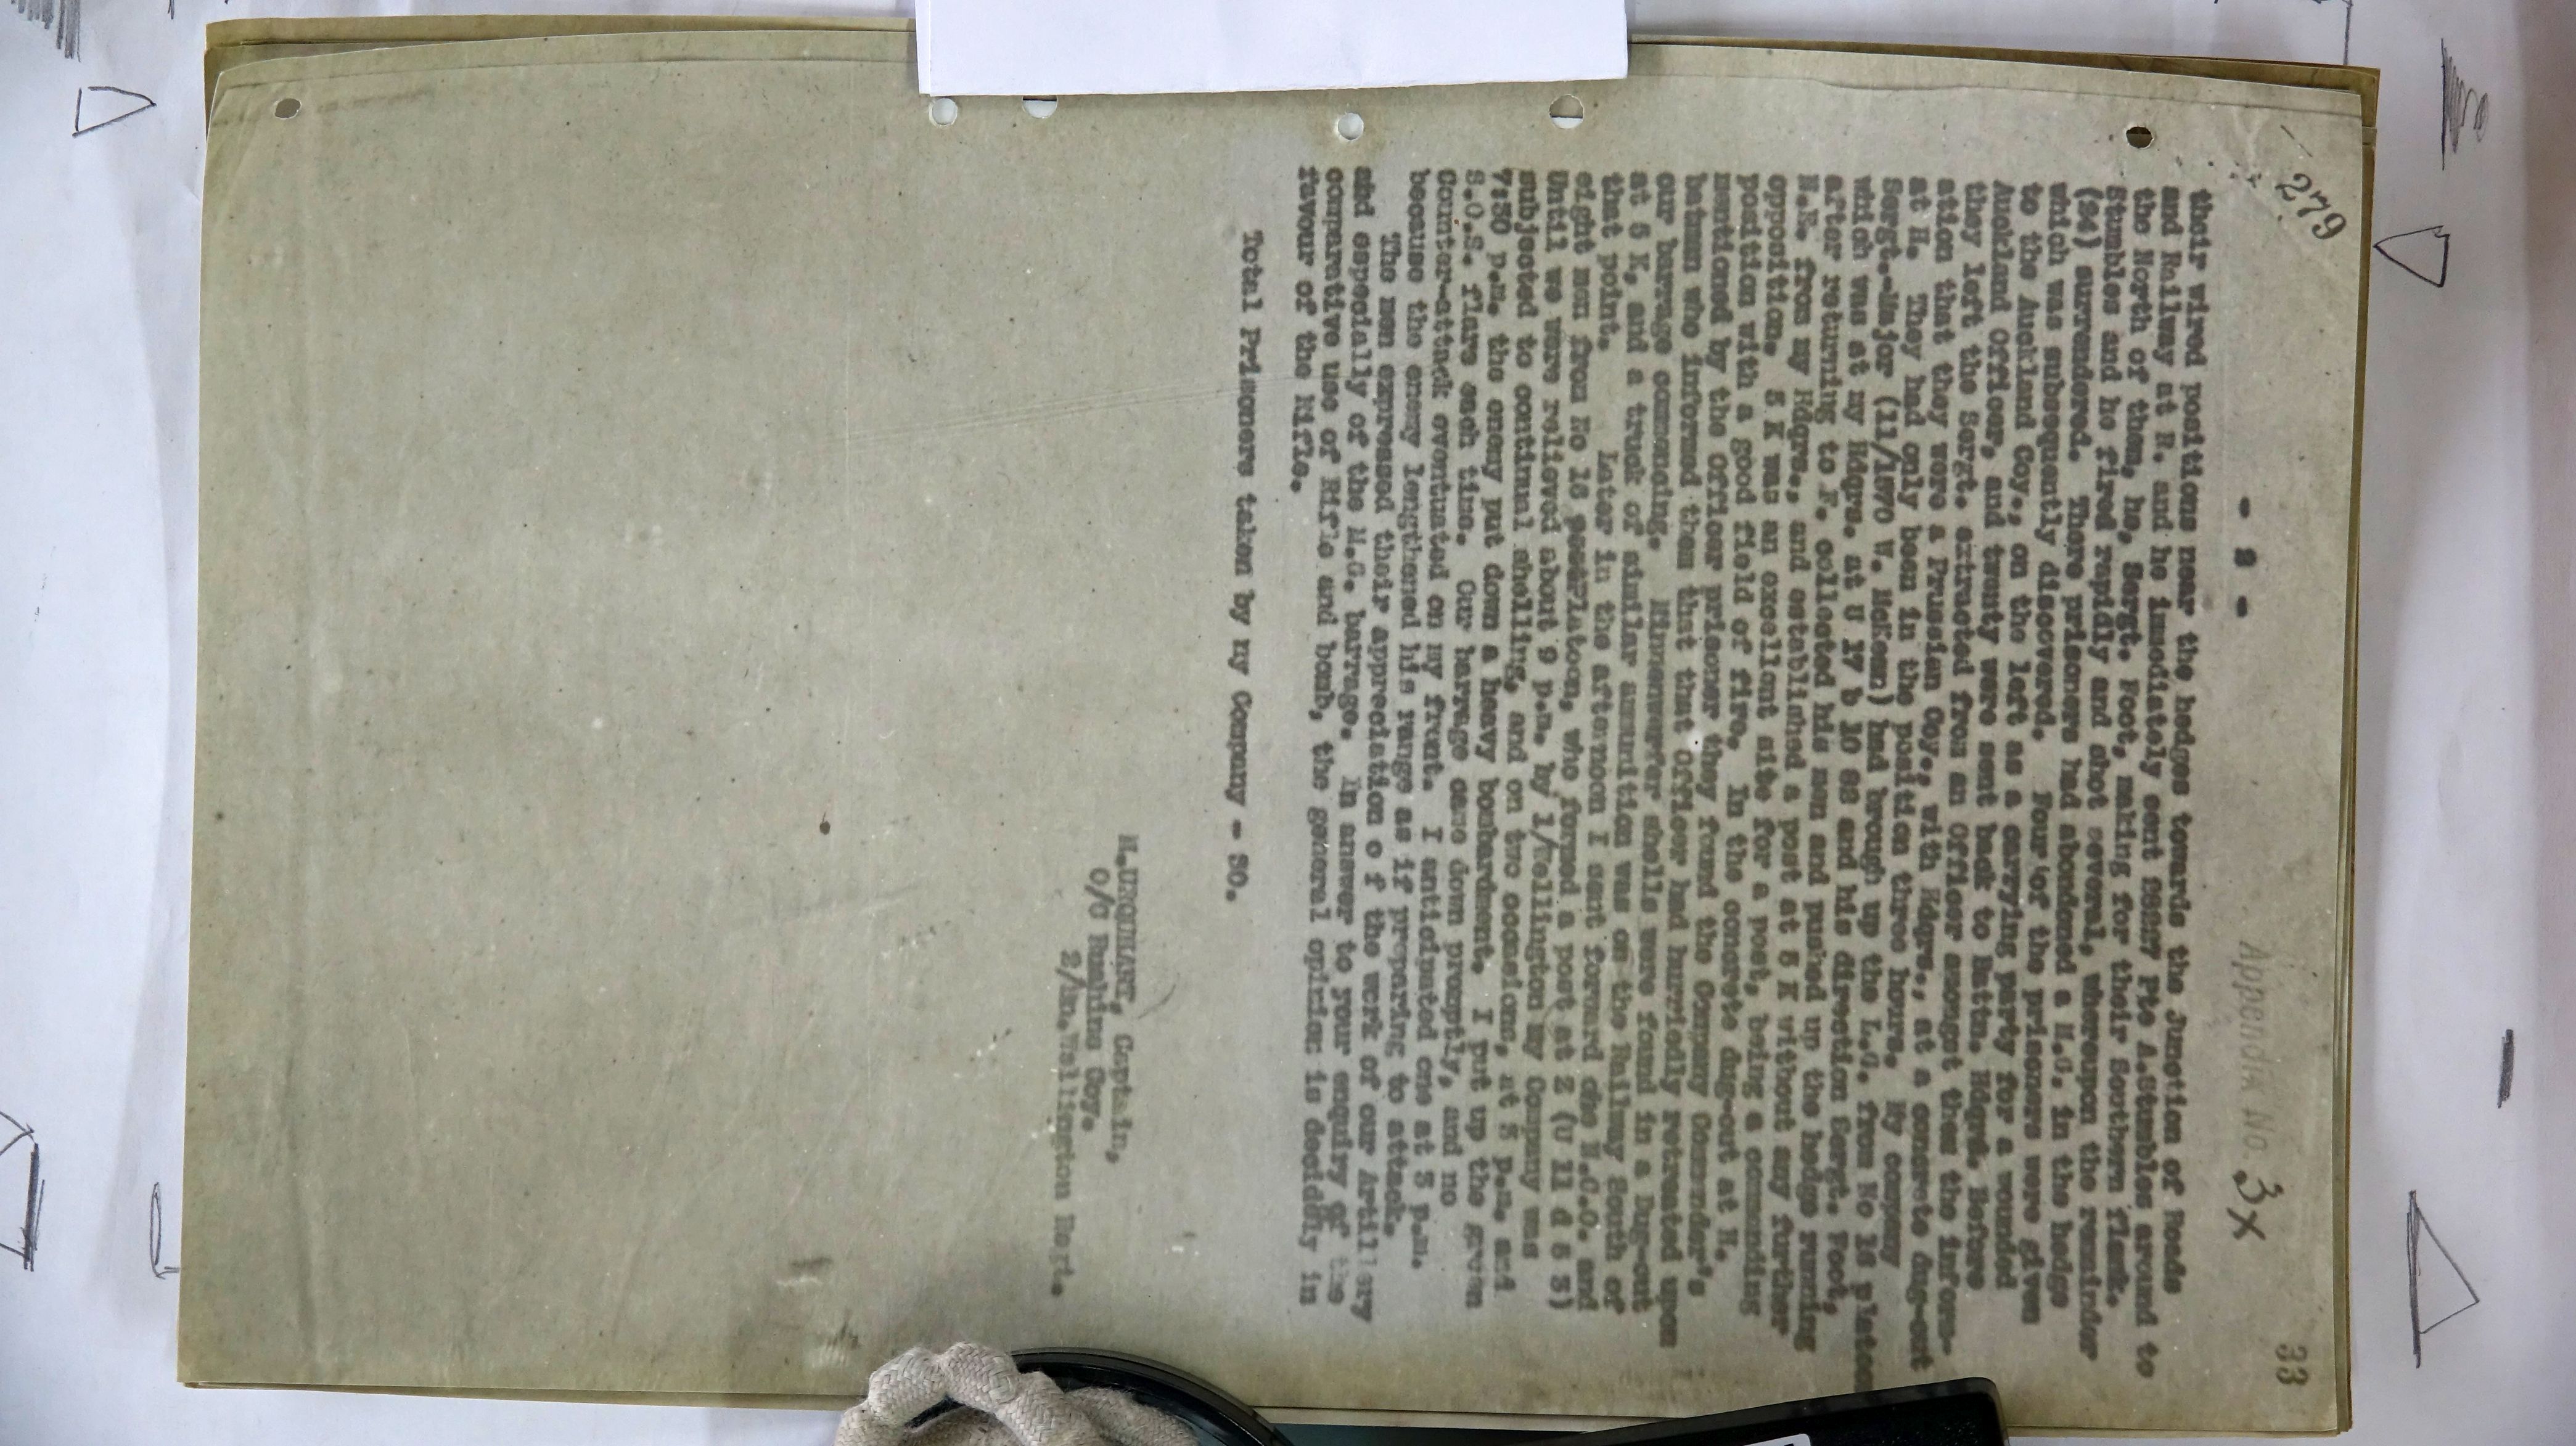 279
33
Appendix No. 3x
- 2 -
their wired positions near the hedges towards the Junction of Roads
and Railway at R. and he immediately sent Pte A.Stumbles around to
the North of them, he, Sergt. Foot, making for their Southern flank.
Stumbles and he fired rapidly and shot several, whereupon the remainder
(24) surrendered. There prisoners had abondoned a M.G. in the hedge
which was subsequently discovered. Four of the prisoners were given
to the Auckland Coy., on the left as a carrying party for a wounded
Auckland Officer, and twenty were sent back to Battn. Hdqrs. Before
they left the Sergt. extracted from an Officer amongst them the inform-
ation that they were a Prussian Coy., with Hdqrs., at a concrete dug-out
at H. They had only been in the position three hours. My company
Sergt.-Major (11/1570 W. McKean) had brough up the L.G. from No 16 platoon
which was at my Hdqrs. at U 17 b 10 88 and his direction Sergt. Foot,
after returning to F. collected his men and pushed up the hedge running
N.E. from my Hdqrs., and established a post at 5 K without any further
opposition. 5 K was an excellent site for a post, being a commanding
position with a good field of fire. In the concrete dug-out at H.
mentioned by the Officer prisoner they found the Company Commander's
batman who informed them that that Officer had hurriedly retreated upon
our barrage commencing. Minnenwerfer shells were found in a Dug-out
at 5 K, and a truck of similar ammunition was on the Railway South of
that point. Later in the afternoon I sent forward one N.C.O. and
eight men from No 16 platoon, who formed a post at Z (U 11 d 5 3)
Until we were relieved about 9 p.m. by 1/Wellington my Company was
subjected to continual shelling, and on two occasions, at 3 p.m. and
7:30 p.m. the enemy put down a heavy bombardment. I put up the green
S.O.S. flare each time. Our barrage came down promptly, and no
Counter-attack eventuated on my front. I anticipated one at 3 p.m.
because the enemy lengthened his range as if preparing to attack.
The men expressed their appreciation o f the work of our Artillery
and especially of the M.G. barrage. In answer to your enquiry of the
comparative use of Rifle and bomb, the general opinion is decidedly in
favour of the Rifle.
Total Prisoners taken by my Company - 30.
H.URQUHART, Captain,
O/C Ruahine Coy.
2/Bn.Wellington Regt.